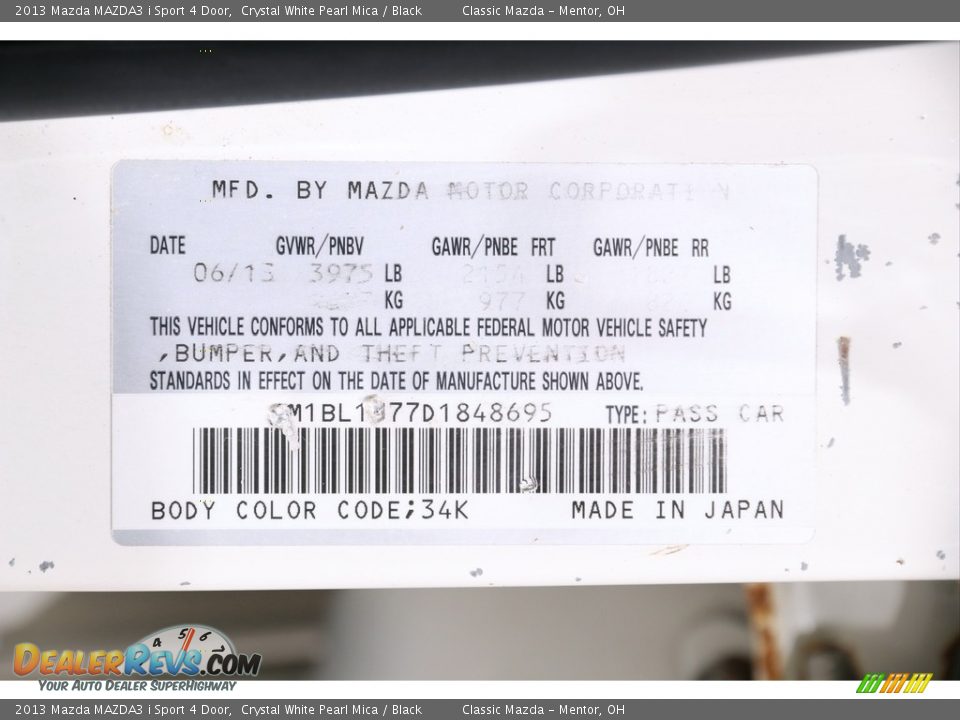 2013 Mazda MAZDA3 i Sport 4 Door, Crystal White Pearl Mica / Black Classic Mazda - Mentor, OH
MFD. BY MAZDA MOTOR CORPORATION
DATE GVWR/PNBV GAWR/PNBE FRT GAWR/PNBE RR
06/13 3975 LB LB LB
KG 977 KG KG
THIS VEHICLE CONFORMS TO ALL APPLICABLE FEDERAL MOTOR VEHICLE SAFETY
,BUMPER,AND THEFT PREVENTION
STANDARDS IN EFFECT ON THE DATE OF MANUFACTURE SHOWN ABOVE.
TYPE: PASS CAR
BODY COLOR CODE;34K MADE IN JAPAN
4 5 6
DEALERREVS.COM
YOUR AUTO DEALER SUPERHIGHWAY
2013 Mazda MAZDA3 i Sport 4 Door, Crystal White Pearl Mica / Black Classic Mazda - Mentor, OH